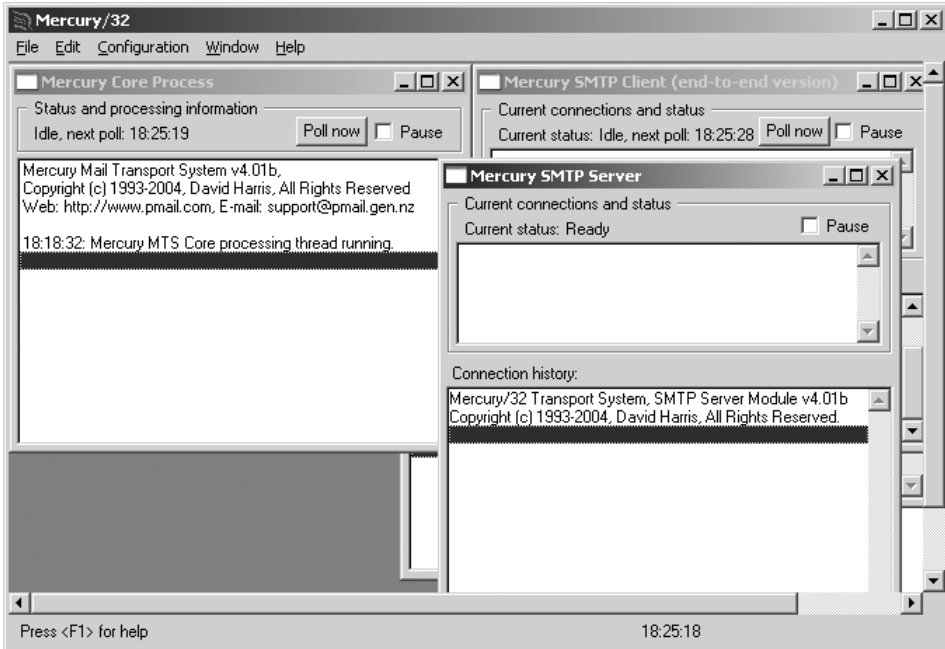 Mercury/32
File Edit Configuration Window Help
Mercury Core Process
Status and processing information
Idle, next poll: 18:25:19 Poll now Pause
Mercury Mail Transport System v4.01b,
Copyright (c) 1993-2004, David Harris, All Rights Reserved
Web: http://www.pmail.com, E-mail: support@pmail.gen.nz
18:18:32: Mercury MTS Core processing thread running.
Mercury SMTP Client (end-to-end version)
Current connections and status
Current status: Idle, next poll: 18:25:28 Poll now Pause
Mercury SMTP Server
Current connections and status
Current status: Ready Pause
Connection history:
Mercury/32 Transport System, SMTP Server Module v4.01b
Copyright (c) 1993-2004, David Harris, All Rights Reserved.
Press <F1> for help 18:25:18